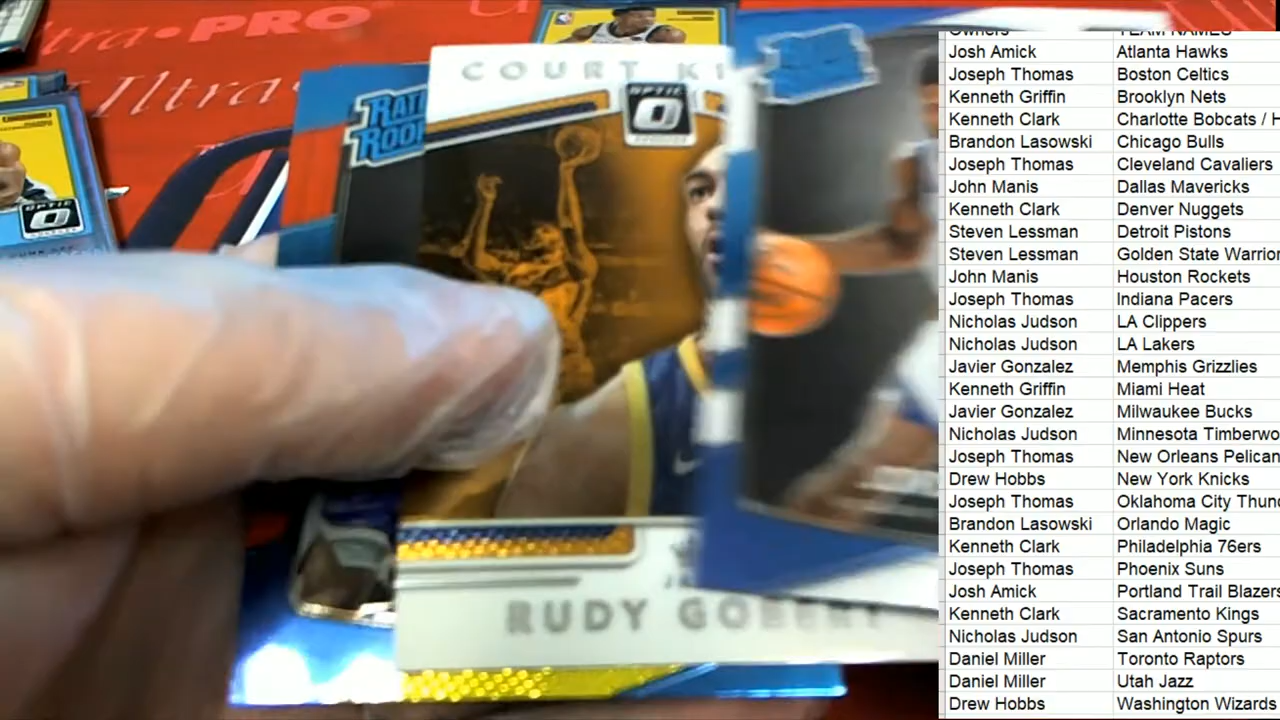 Ultra•PRO
Ultra
COURT KI
OPTIC
RATE
ROO
RUDY GOBERT
Owners TEAM NAMES
Josh Amick Atlanta Hawks
Joseph Thomas Boston Celtics
Kenneth Griffin Brooklyn Nets
Kenneth Clark Charlotte Bobcats / H
Brandon Lasowski Chicago Bulls
Joseph Thomas Cleveland Cavaliers
John Manis Dallas Mavericks
Kenneth Clark Denver Nuggets
Steven Lessman Detroit Pistons
Steven Lessman Golden State Warrior
John Manis Houston Rockets
Joseph Thomas Indiana Pacers
Nicholas Judson LA Clippers
Nicholas Judson LA Lakers
Javier Gonzalez Memphis Grizzlies
Kenneth Griffin Miami Heat
Javier Gonzalez Milwaukee Bucks
Nicholas Judson Minnesota Timberwo
Joseph Thomas New Orleans Pelican
Drew Hobbs New York Knicks
Joseph Thomas Oklahoma City Thund
Brandon Lasowski Orlando Magic
Kenneth Clark Philadelphia 76ers
Joseph Thomas Phoenix Suns
Josh Amick Portland Trail Blazers
Kenneth Clark Sacramento Kings
Nicholas Judson San Antonio Spurs
Daniel Miller Toronto Raptors
Daniel Miller Utah Jazz
Drew Hobbs Washington Wizards